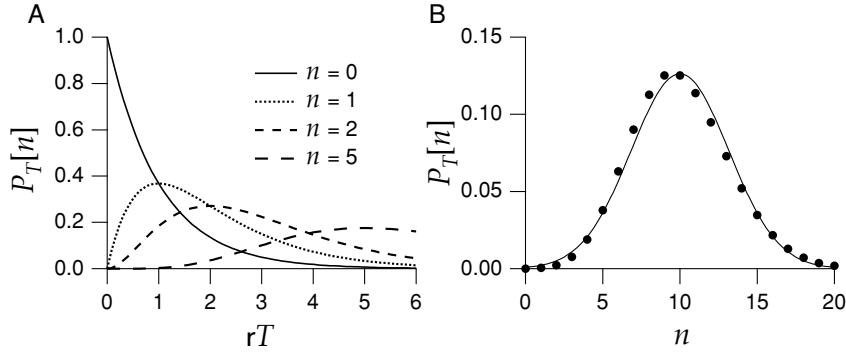 A
P_T[n]
1.0
0.8
0.6
0.4
0.2
0.0
0 1 2 3 4 5 6
rT
n = 0
n = 1
n = 2
n = 5
B
P_T[n]
0.15
0.10
0.05
0.00
0 5 10 15 20
n